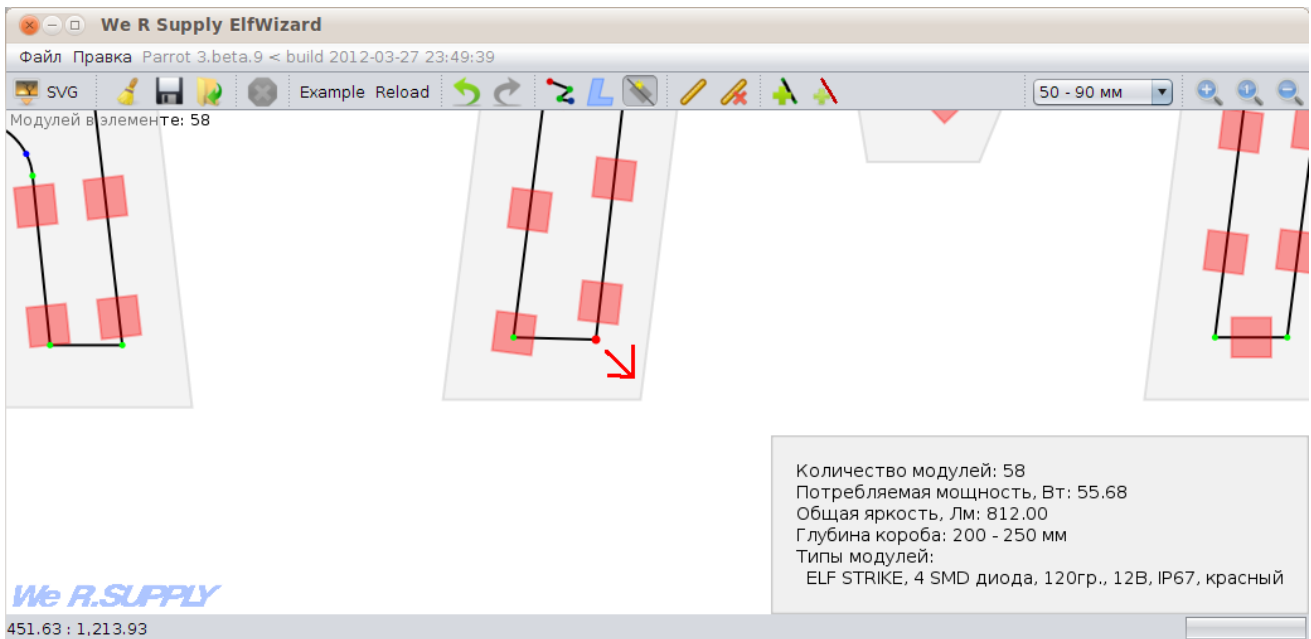 We R Supply ElfWizard
Файл Правка Parrot 3.beta.9 < build 2012-03-27 23:49:39
SVG Example Reload 50 - 90 мм
Модулей в элементе: 58
Количество модулей: 58
Потребляемая мощность, Вт: 55.68
Общая яркость, Лм: 812.00
Глубина короба: 200 - 250 мм
Типы модулей:
ELF STRIKE, 4 SMD диода, 120гр., 12В, IP67, красный
We R.SUPPLY
451.63 : 1,213.93